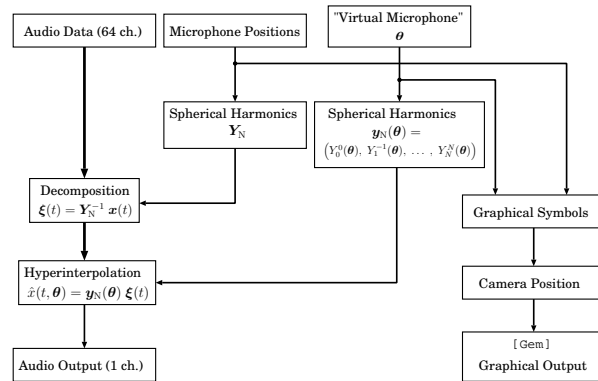 Audio Data (64 ch.)
Microphone Positions
"Virtual Microphone"
θ
Spherical Harmonics
Y_N
Spherical Harmonics
y_N(θ) =
(Y_0^0(θ), Y_1^{-1}(θ), … , Y_N^N(θ))
Decomposition
ξ(t) = Y_N^{-1} x(t)
Graphical Symbols
Hyperinterpolation
x̂(t, θ) = y_N(θ) ξ(t)
Camera Position
Audio Output (1 ch.)
[Gem]
Graphical Output